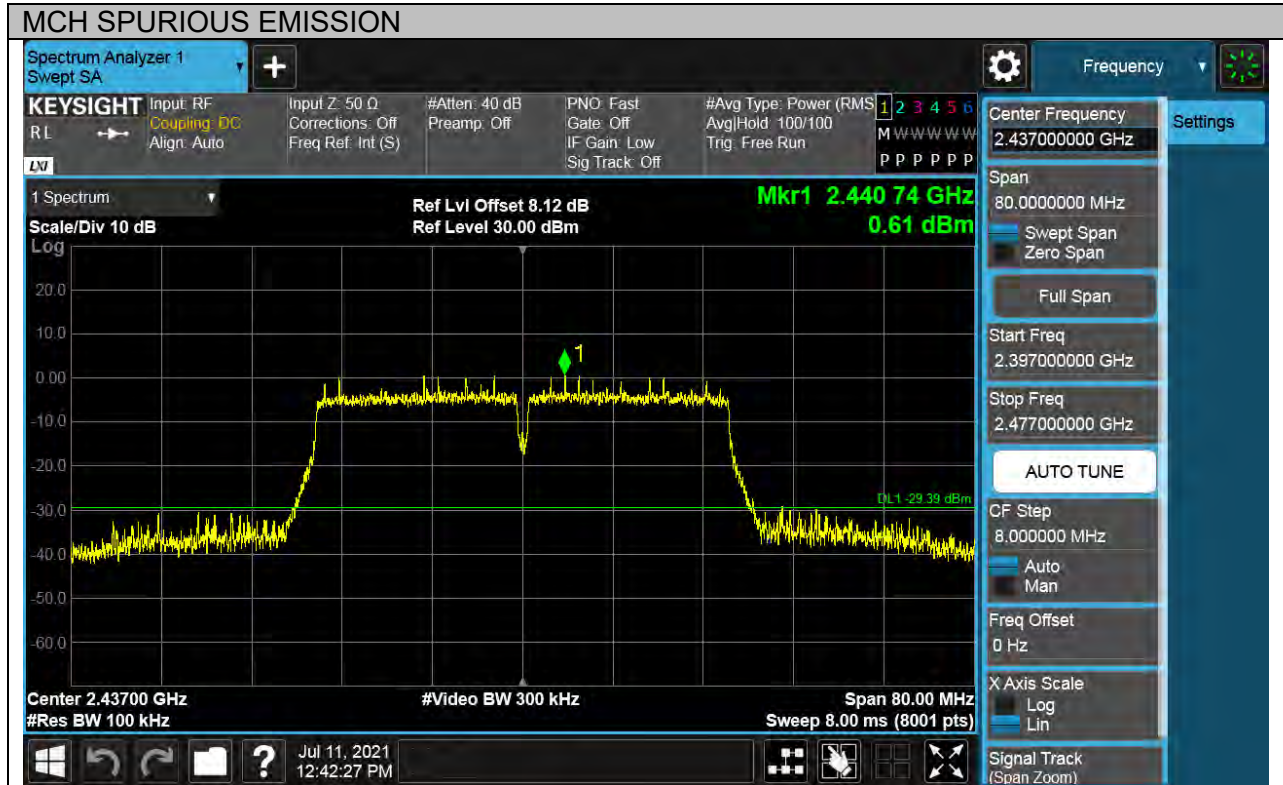 MCH SPURIOUS EMISSION
Spectrum Analyzer 1
Swept SA
+
Frequency
KEYSIGHT
RL
LXI
Input: RF
Coupling: DC
Align: Auto
Input Z: 50 Ω
Corrections: Off
Freq Ref: Int (S)
#Atten: 40 dB
Preamp: Off
PNO: Fast
Gate: Off
IF Gain: Low
Sig Track: Off
#Avg Type: Power (RMS
Avg|Hold: 100/100
Trig: Free Run
1 2 3 4 5 6
M W W W W W
P P P P P P
1 Spectrum
Scale/Div 10 dB
Log
Ref Lvl Offset 8.12 dB
Ref Level 30.00 dBm
Mkr1 2.440 74 GHz
0.61 dBm
20.0
10.0
0.00
-10.0
-20.0
-30.0
-40.0
-50.0
-60.0
1
DL1 -29.39 dBm
Center 2.43700 GHz
#Res BW 100 kHz
#Video BW 300 kHz
Span 80.00 MHz
Sweep 8.00 ms (8001 pts)
Center Frequency
2.437000000 GHz
Settings
Span
80.0000000 MHz
Swept Span
Zero Span
Full Span
Start Freq
2.397000000 GHz
Stop Freq
2.477000000 GHz
AUTO TUNE
CF Step
8.000000 MHz
Auto
Man
Freq Offset
0 Hz
X Axis Scale
Log
Lin
Signal Track
(Span Zoom)
?
Jul 11, 2021
12:42:27 PM